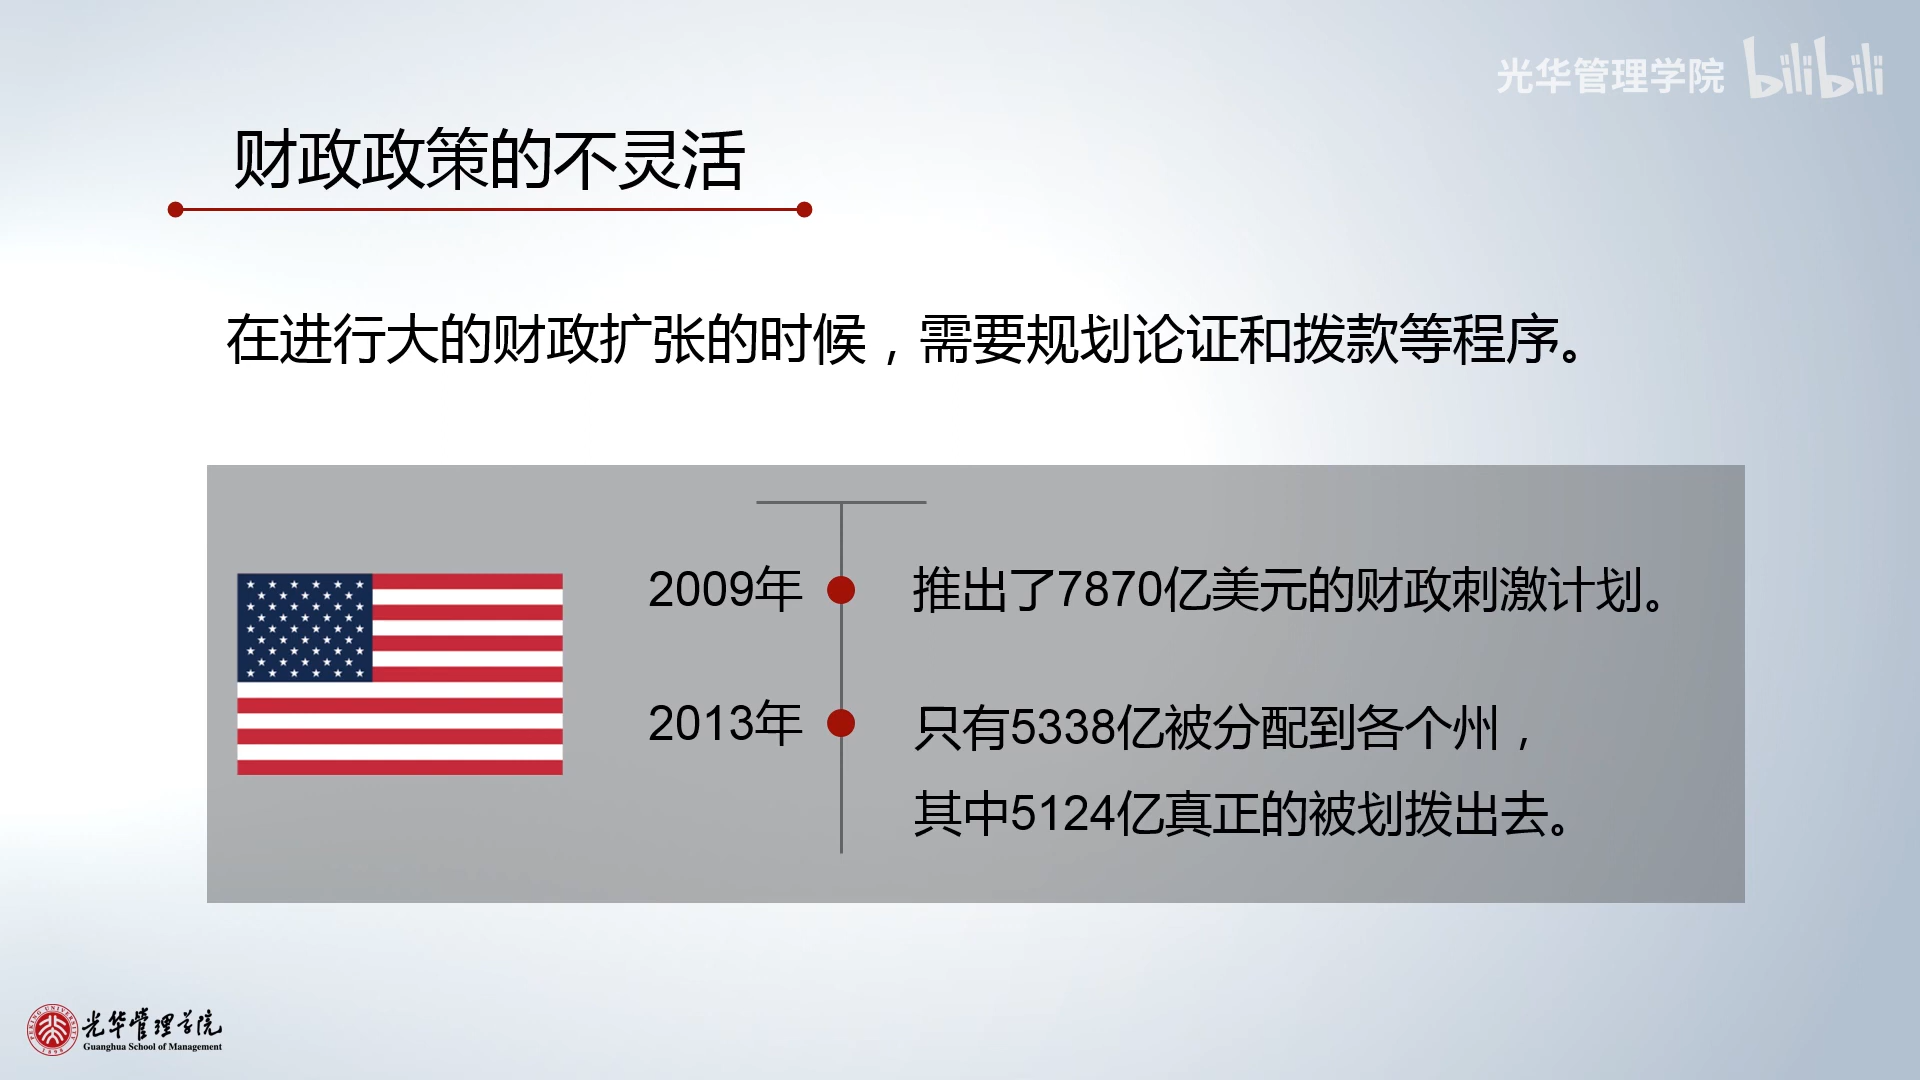 光华管理学院 bilibili
财政政策的不灵活
在进行大的财政扩张的时候，需要规划论证和拨款等程序。
2009年 推出了7870亿美元的财政刺激计划。
2013年 只有5338亿被分配到各个州，
其中5124亿真正的被划拨出去。
PEKING UNIVERSITY 1898
光华管理学院
Guanghua School of Management